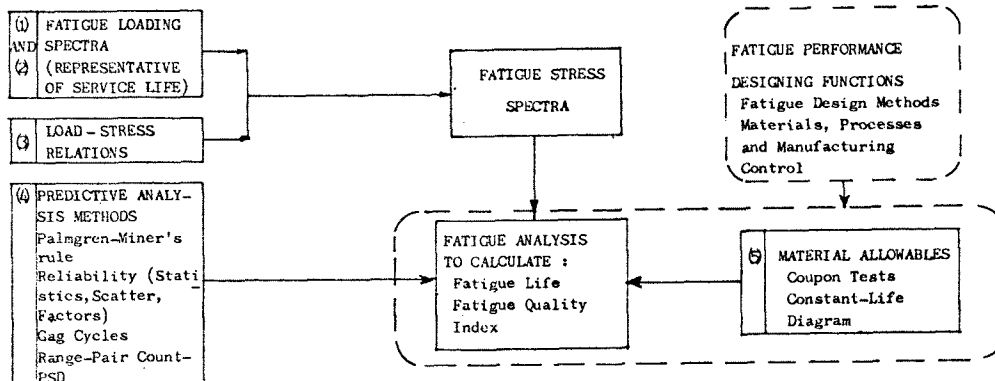 (1) FATIGUE LOADING
AND SPECTRA
(2) (REPRESENTATIVE
OF SERVICE LIFE)
(3) LOAD-STRESS
RELATIONS
(4) PREDICTIVE ANALY-
SIS METHODS
Palmgren-Miner's
rule
Reliability (Stati
stics,Scatter,
Factors)
Gag Cycles
Range-Pair Count-
PSD
FATIGUE STRESS
SPECTRA
FATIGUE PERFORMANCE
DESIGNING FUNCTIONS
Fatigue Design Methods
Materials, Processes
and Manufacturing
Control
FATIGUE ANALYSIS
TO CALCULATE :
Fatigue Life
Fatigue Quality
Index
(5) MATERIAL ALLOWABLES
Coupon Tests
Constant-Life
Diagram